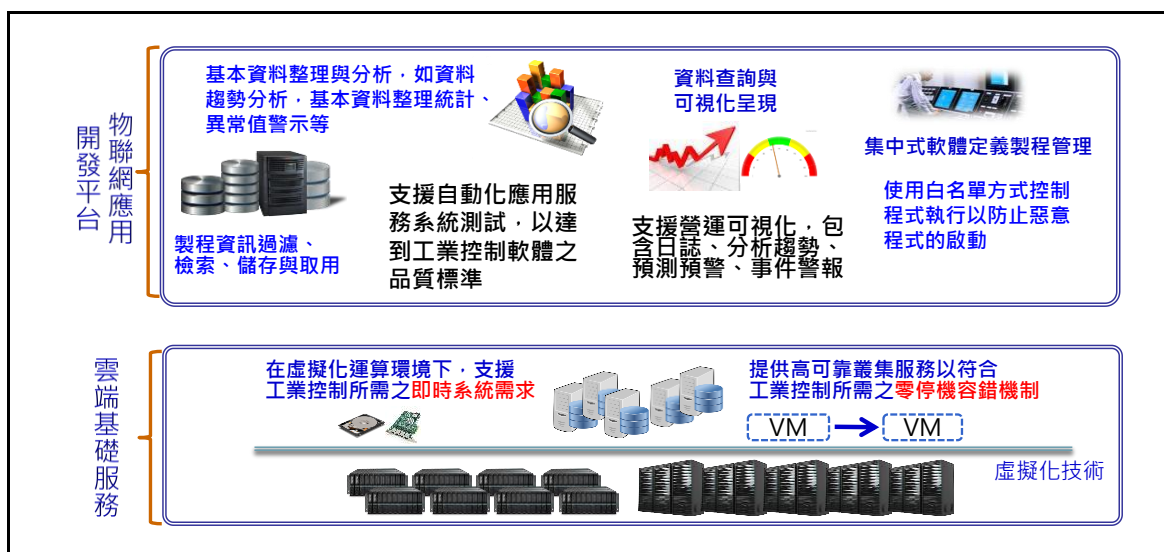 物聯網應用
開發平台
基本資料整理與分析，如資料
趨勢分析，基本資料整理統計、
異常值警示等
製程資訊過濾、
檢索、儲存與取用
支援自動化應用服
務系統測試，以達
到工業控制軟體之
品質標準
資料查詢與
可視化呈現
支援營運可視化，包
含日誌、分析趨勢、
預測預警、事件警報
集中式軟體定義製程管理
使用白名單方式控制
程式執行以防止惡意
程式的啟動
雲端基礎服務
在虛擬化運算環境下，支援
工業控制所需之即時系統需求
提供高可靠叢集服務以符合
工業控制所需之零停機容錯機制
VM
VM
虛擬化技術